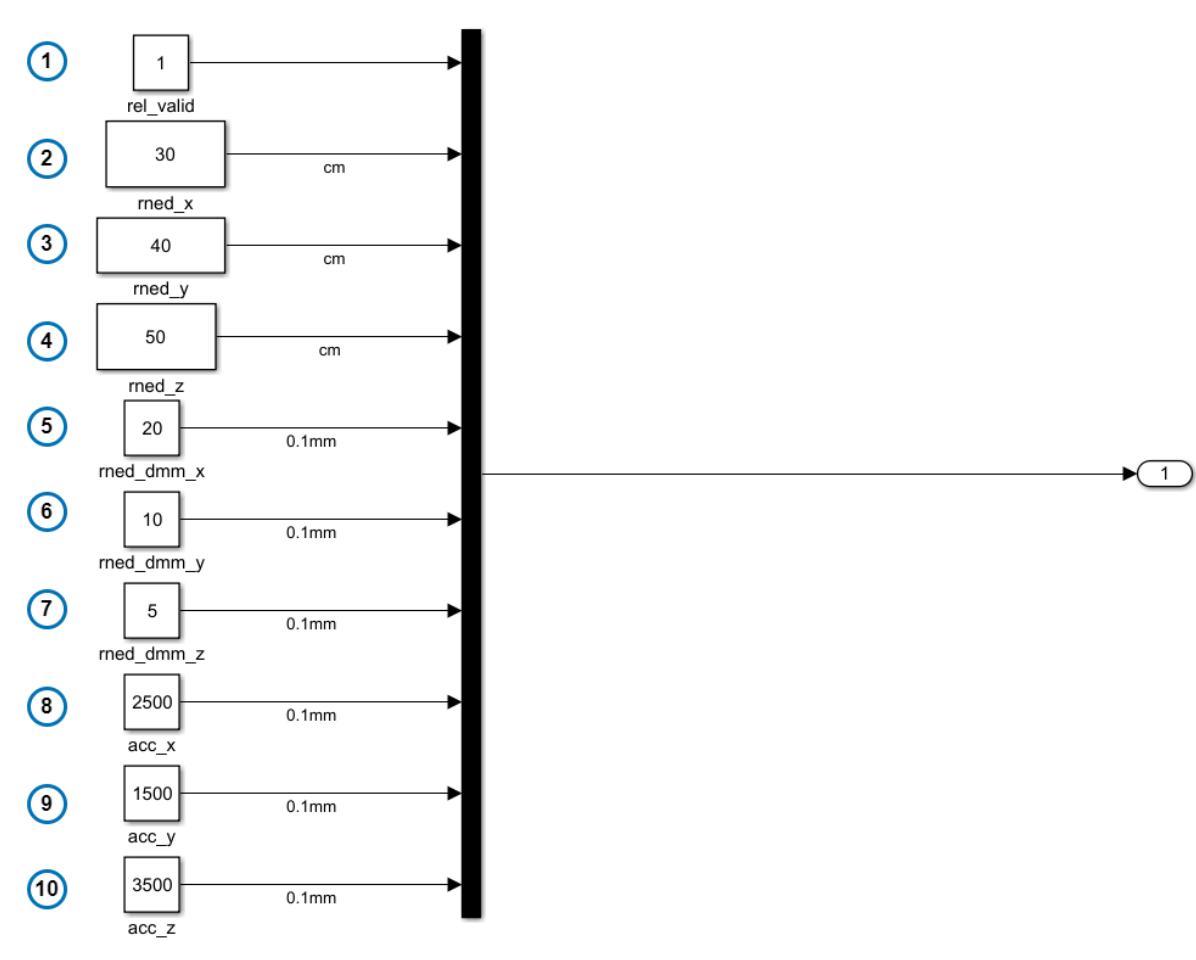 1
1
rel_valid
2
30
cm
rned_x
3
40
cm
rned_y
4
50
cm
rned_z
5
20
0.1mm
rned_dmm_x
1
6
10
0.1mm
rned_dmm_y
7
5
0.1mm
rned_dmm_z
8
2500
0.1mm
acc_x
9
1500
0.1mm
acc_y
10
3500
0.1mm
acc_z